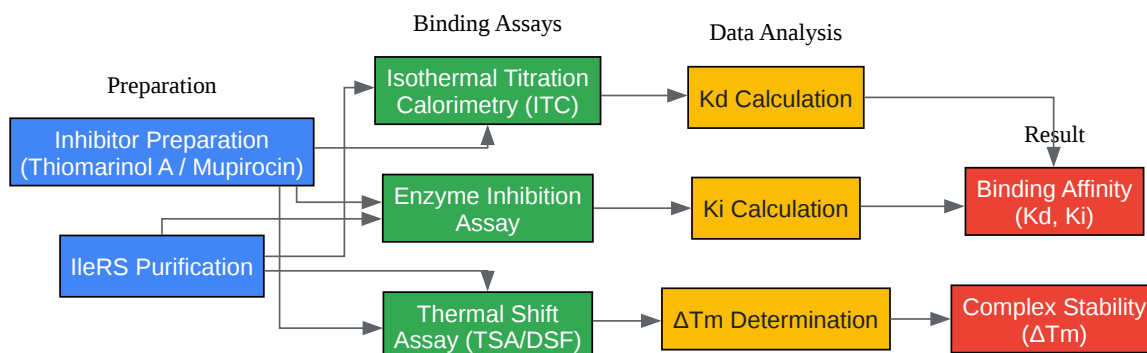 Preparation
Inhibitor Preparation
(Thiomarinol A / Mupirocin)
IleRS Purification
Binding Assays
Isothermal Titration
Calorimetry (ITC)
Enzyme Inhibition
Assay
Thermal Shift
Assay (TSA/DSF)
Data Analysis
Kd Calculation
Ki Calculation
ΔTm Determination
Result
Binding Affinity
(Kd, Ki)
Complex Stability
(ΔTm)